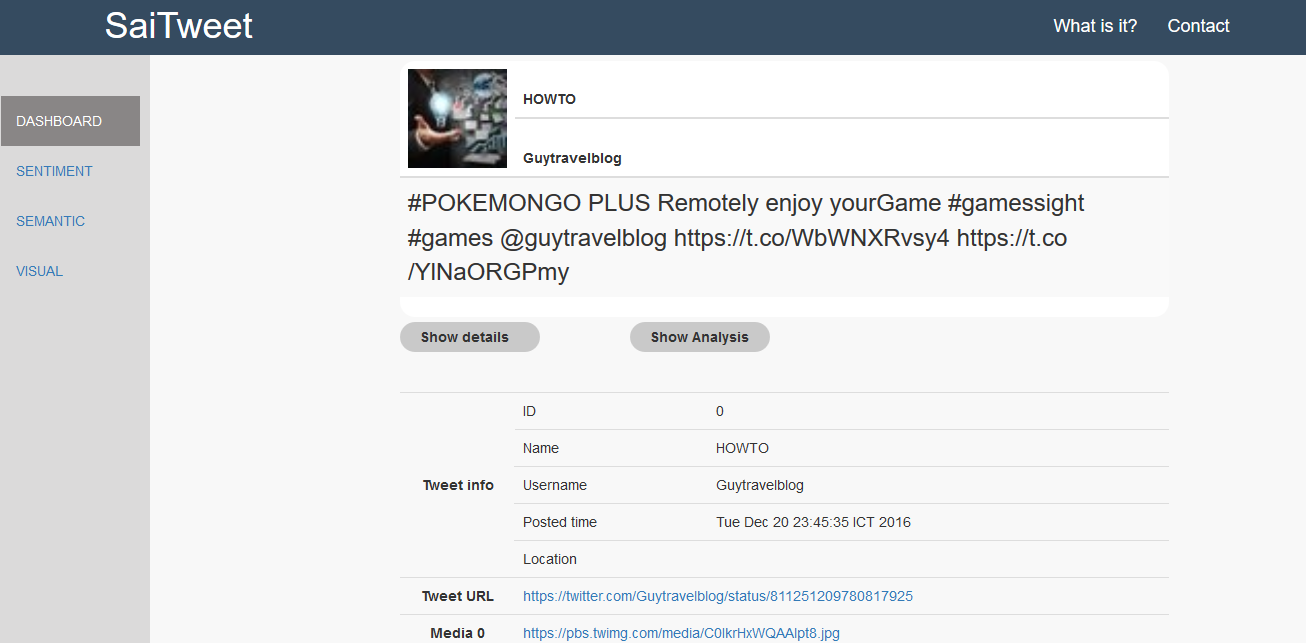 SaiTweet
What is it? Contact
DASHBOARD
SENTIMENT
SEMANTIC
VISUAL
HOWTO
Guytravelblog
#POKEMONGO PLUS Remotely enjoy yourGame #gamessight
#games @guytravelblog https://t.co/WbWNXRvsy4 https://t.co
/YlNaORGPmy
Show details Show Analysis
ID 0
Name HOWTO
Tweet info Username Guytravelblog
Posted time Tue Dec 20 23:45:35 ICT 2016
Location
Tweet URL https://twitter.com/Guytravelblog/status/811251209780817925
Media 0 https://pbs.twimg.com/media/C0lkrHxWQAAlpt8.jpg